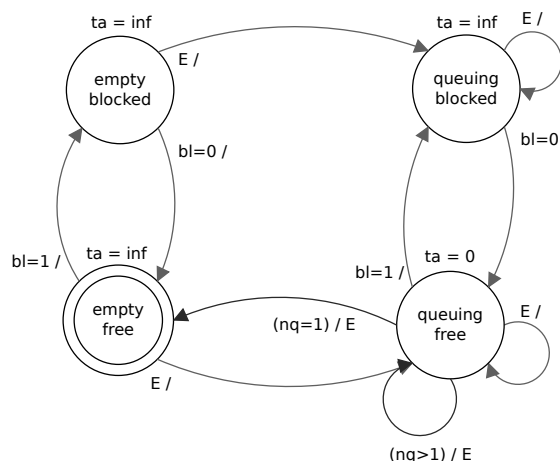 ta = inf
ta = inf
E /
E /
empty
blocked
queuing
blocked
bl=0 /
bl=0
ta = inf
ta = 0
bl=1 /
bl=1 /
empty
free
queuing
free
E /
(nq=1) / E
E /
(nq>1) / E